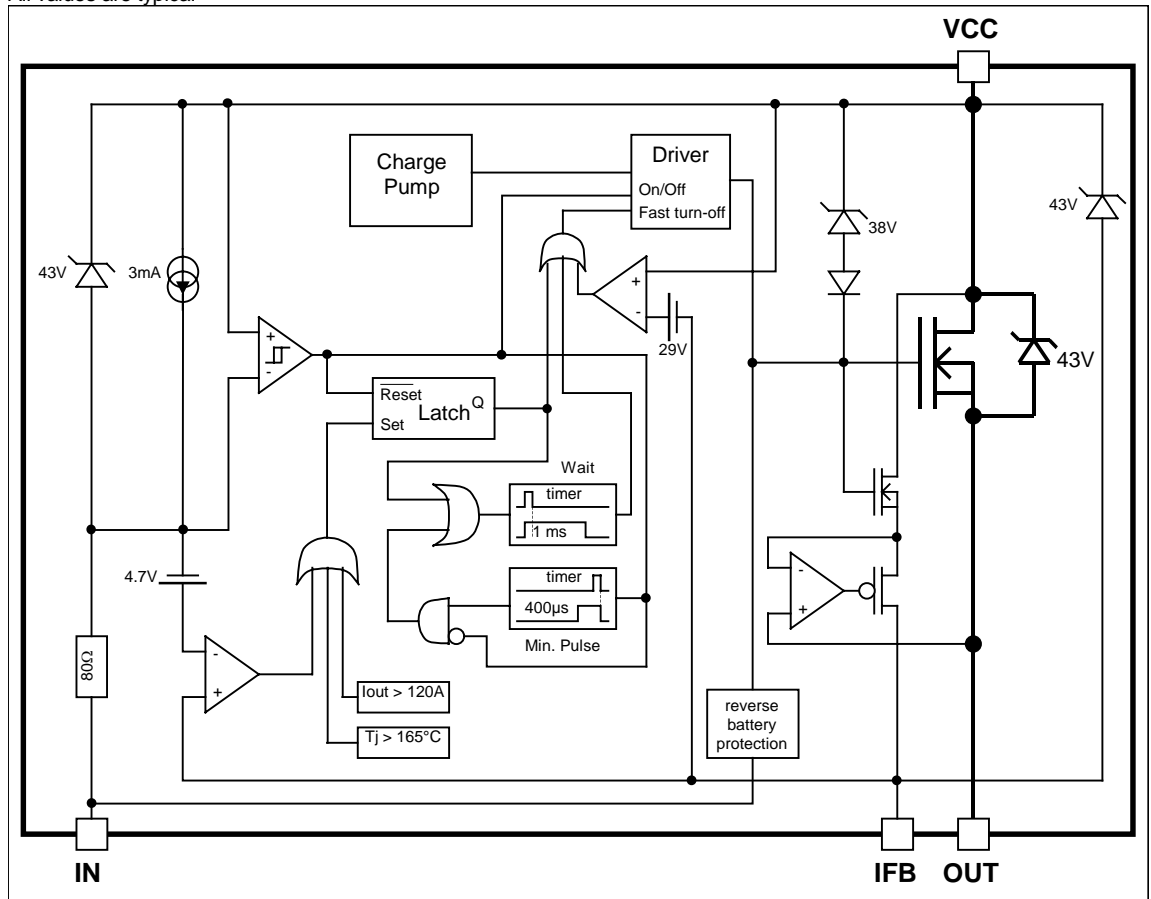 All values are typical
VCC
Charge
Pump
Driver
On/Off
Fast turn-off
43V
3mA
38V
43V
+
-
29V
+
-
43V
Reset
Latch
Q
Set
Wait
timer
1 ms
4.7V
-
+
timer
400µs
Min. Pulse
-
+
80Ω
Iout > 120A
Tj > 165°C
reverse
battery
protection
IN
IFB
OUT